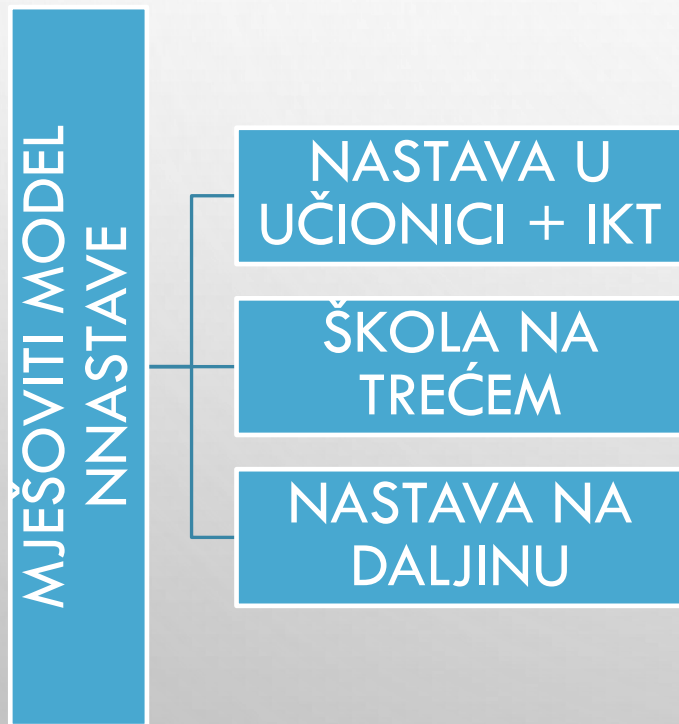 MJEŠOVITI MODEL
NNASTAVE
NASTAVA U
UČIONICI + IKT
ŠKOLA NA
TREĆEM
NASTAVA NA
DALJINU